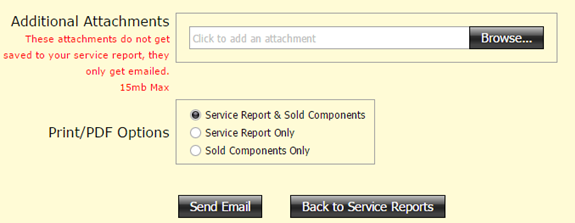 Additional Attachments
These attachments do not get
saved to your service report, they
only get emailed.
15mb Max
Click to add an attachment
Browse...
Print/PDF Options
Service Report & Sold Components
Service Report Only
Sold Components Only
Send Email
Back to Service Reports